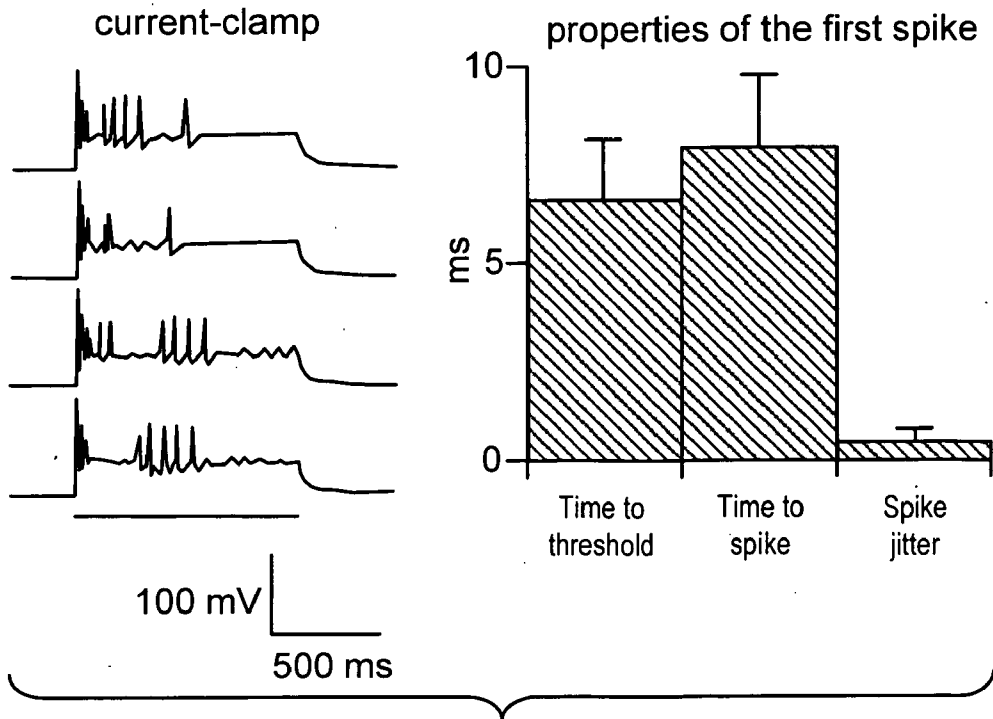 current-clamp
properties of the first spike
10
ms
5
0
Time to
threshold
Time to
spike
Spike
jitter
100 mV
500 ms